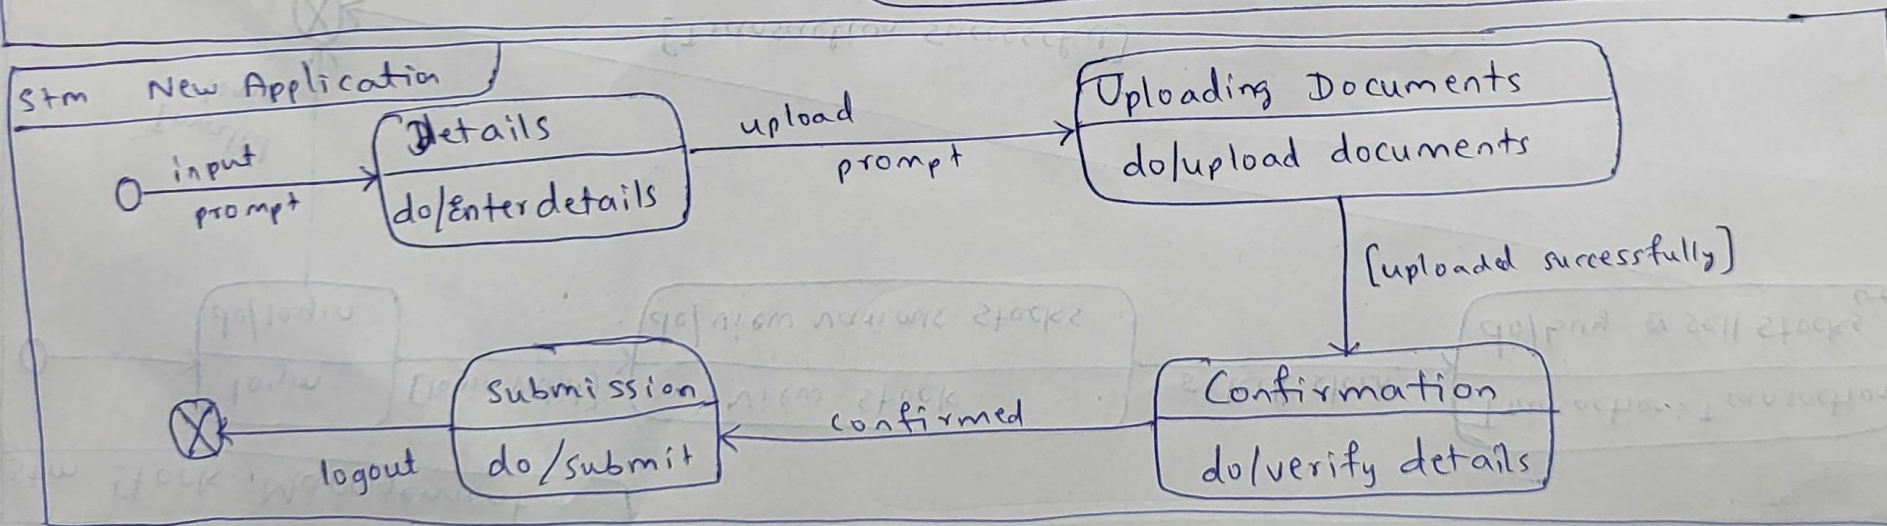 stm New Application
Details
do/Enter details
input
prompt
upload
prompt
Uploading Documents
do/upload documents
[uploaded successfully]
Confirmation
do/verify details
confirmed
submission
do/submit
logout